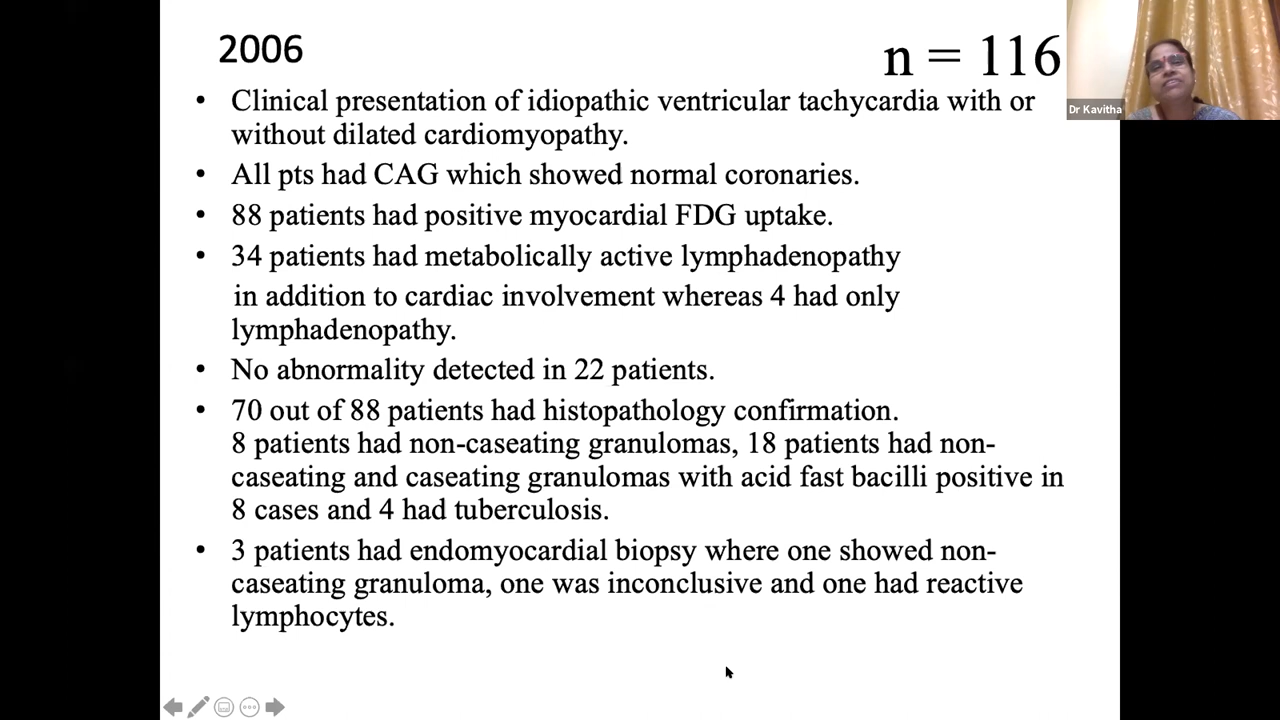 2006
n = 116
Dr Kavitha
• Clinical presentation of idiopathic ventricular tachycardia with or
without dilated cardiomyopathy.
• All pts had CAG which showed normal coronaries.
• 88 patients had positive myocardial FDG uptake.
• 34 patients had metabolically active lymphadenopathy
in addition to cardiac involvement whereas 4 had only
lymphadenopathy.
• No abnormality detected in 22 patients.
• 70 out of 88 patients had histopathology confirmation.
8 patients had non-caseating granulomas, 18 patients had non-
caseating and caseating granulomas with acid fast bacilli positive in
8 cases and 4 had tuberculosis.
• 3 patients had endomyocardial biopsy where one showed non-
caseating granuloma, one was inconclusive and one had reactive
lymphocytes.